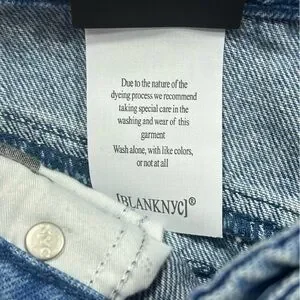 Due to the nature of the
dyeing process we recommend
taking special care in the
washing and wear of this
garment
Wash alone, with like colors,
or not at all
[BLANKNYC]®